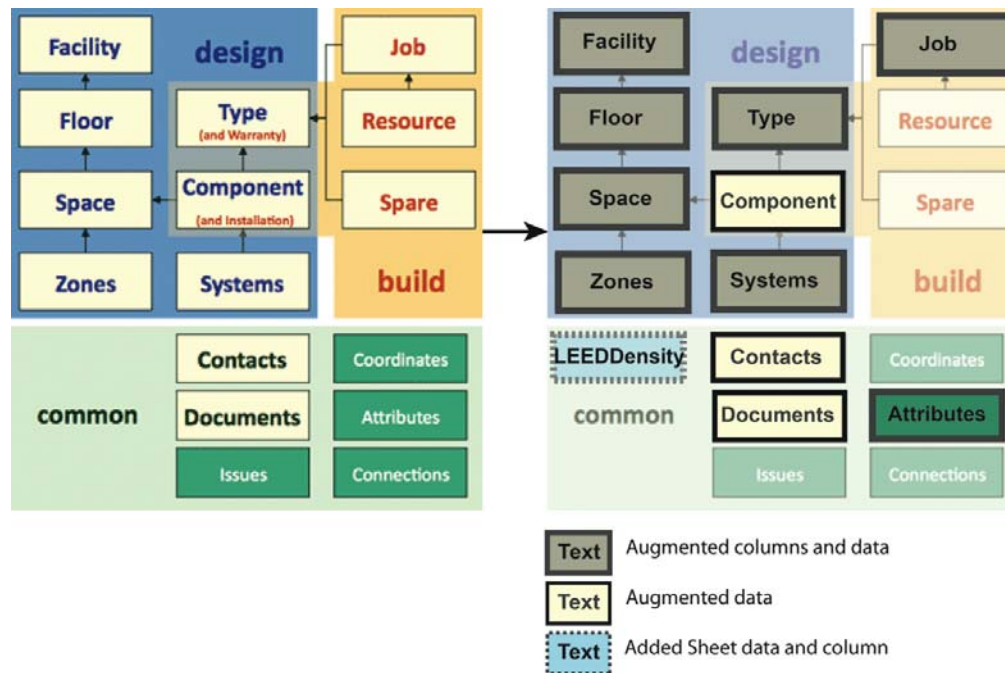 Facility
design
Job
Floor
Type
(and Warranty)
Resource
Space
Component
(and Installation)
Spare
Zones
Systems
build
Contacts
Coordinates
common
Documents
Attributes
Issues
Connections
Facility
design
Job
Floor
Type
Resource
Space
Component
Spare
Zones
Systems
build
LEEDDensity
Contacts
Coordinates
common
Documents
Attributes
Issues
Connections
Text Augmented columns and data
Text Augmented data
Text Added Sheet data and column